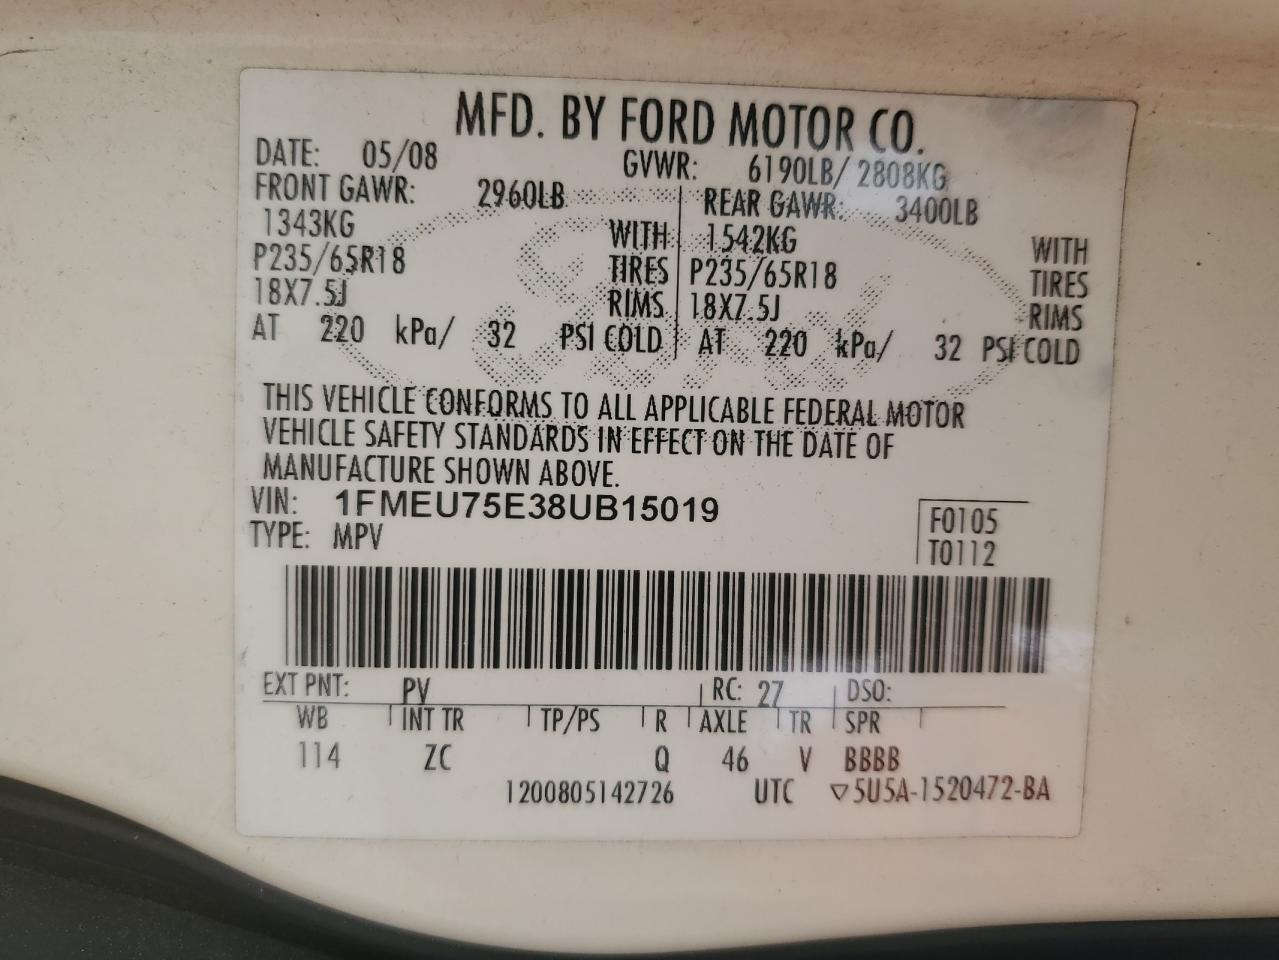 MFD. BY FORD MOTOR CO.
DATE: 05/08 GVWR: 6190LB/ 2808KG
FRONT GAWR: 2960LB REAR GAWR: 3400LB
1343KG WITH 1542KG WITH
P235/65R18 TIRES P235/65R18 TIRES
18X7.5J RIMS 18X7.5J RIMS
AT 220 kPa/ 32 PSI COLD AT 220 kPa/ 32 PSI COLD
THIS VEHICLE CONFORMS TO ALL APPLICABLE FEDERAL MOTOR
VEHICLE SAFETY STANDARDS IN EFFECT ON THE DATE OF
MANUFACTURE SHOWN ABOVE.
VIN: 1FMEU75E38UB15019 F0105
TYPE: MPV T0112
EXT PNT: PV RC: 27 DSO:
WB INT TR TP/PS R AXLE TR SPR
114 ZC Q 46 V BBBB
1200805142726 UTC ▽5U5A-1520472-BA